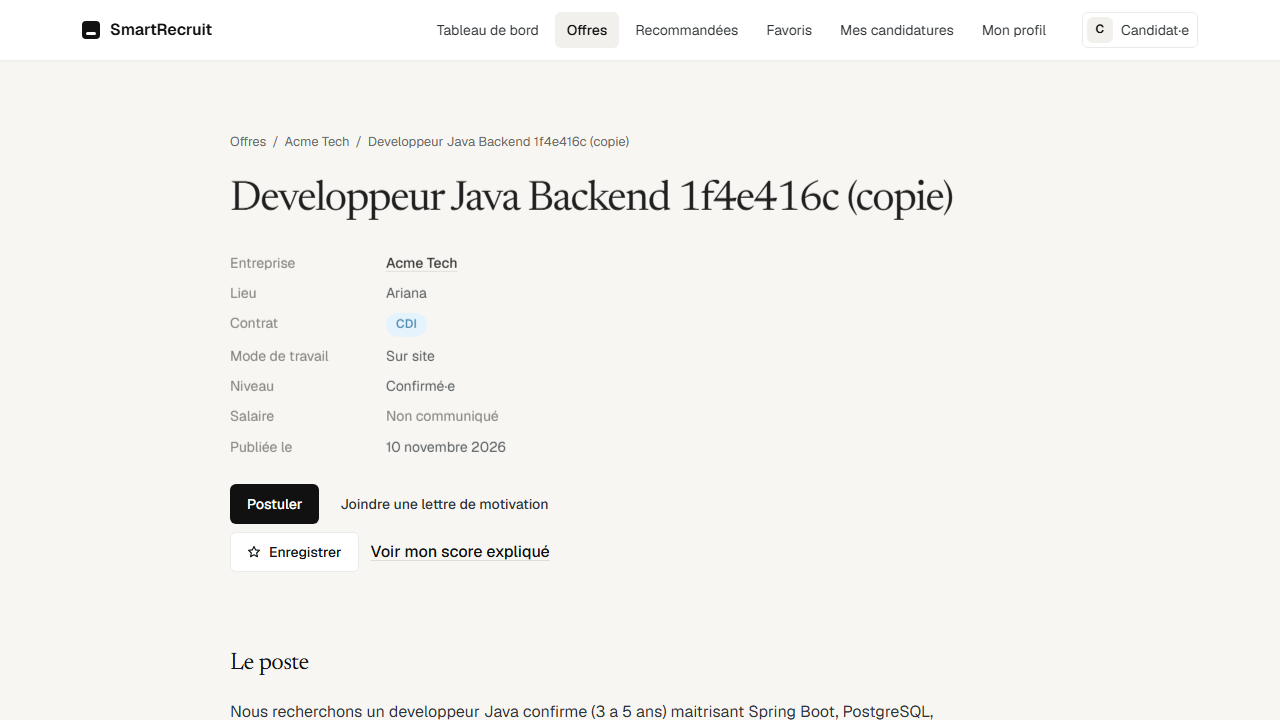 SmartRecruit
Tableau de bord
Offres
Recommandées
Favoris
Mes candidatures
Mon profil
C
Candidat·e
Offres / Acme Tech / Developpeur Java Backend 1f4e416c (copie)
Developpeur Java Backend 1f4e416c (copie)
Entreprise Acme Tech
Lieu Ariana
Contrat CDI
Mode de travail Sur site
Niveau Confirmé·e
Salaire Non communiqué
Publiée le 10 novembre 2026
Postuler Joindre une lettre de motivation
Enregistrer Voir mon score expliqué
Le poste
Nous recherchons un developpeur Java confirme (3 a 5 ans) maitrisant Spring Boot, PostgreSQL,